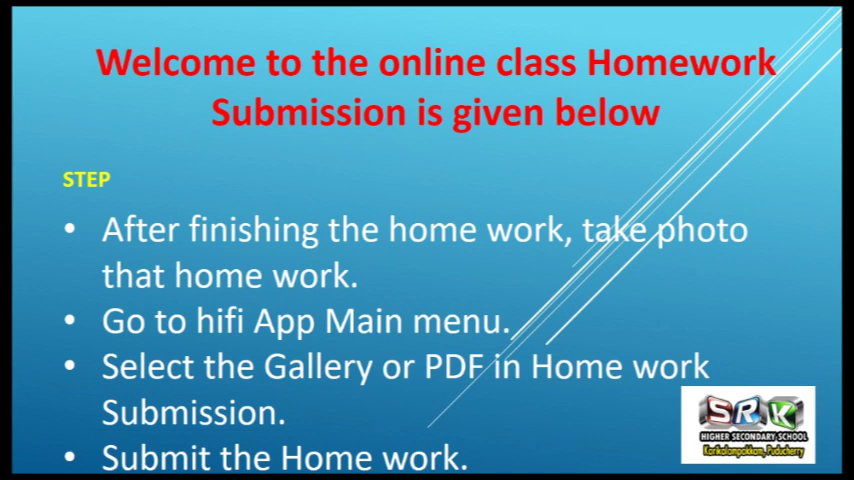 Welcome to the online class Homework
Submission is given below
STEP
• After finishing the home work, take photo
that home work.
• Go to hifi App Main menu.
• Select the Gallery or PDF in Home work
Submission.
• Submit the Home work.
SRK
HIGHER SECONDARY SCHOOL
Karikalampakkam, Puducherry